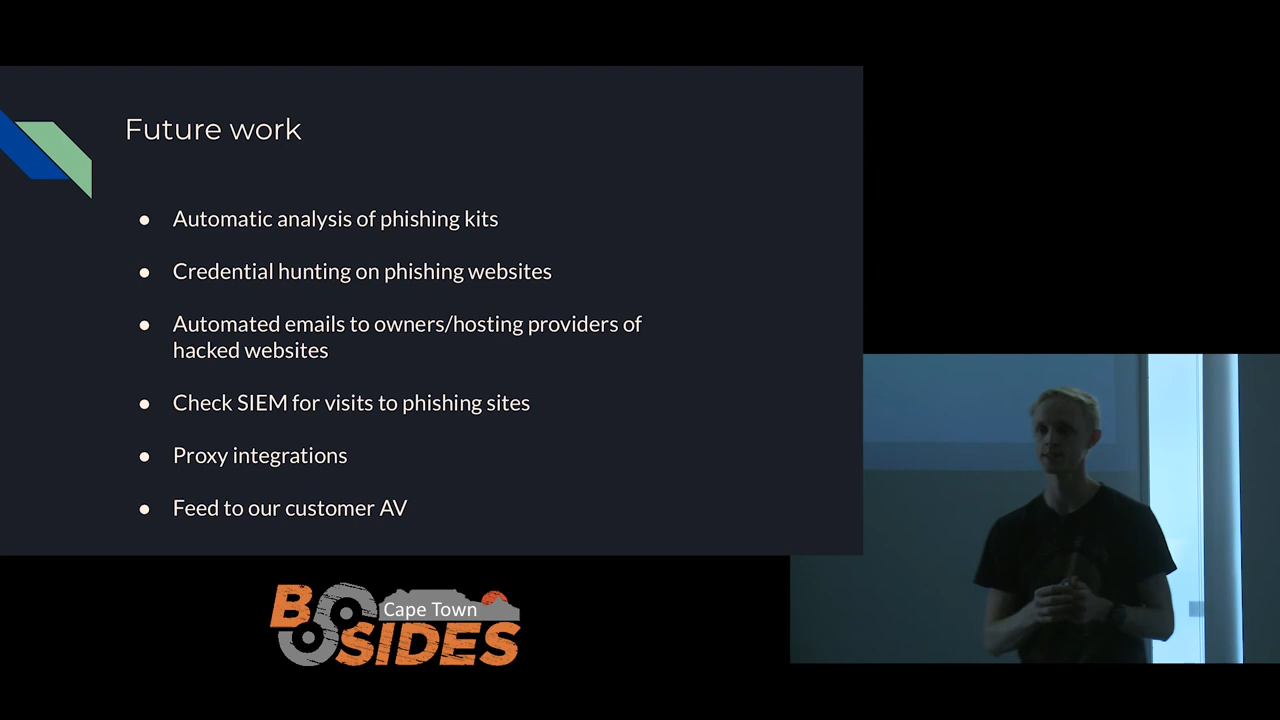 Future work
● Automatic analysis of phishing kits
● Credential hunting on phishing websites
● Automated emails to owners/hosting providers of
hacked websites
● Check SIEM for visits to phishing sites
● Proxy integrations
● Feed to our customer AV
B
Cape Town
SIDES